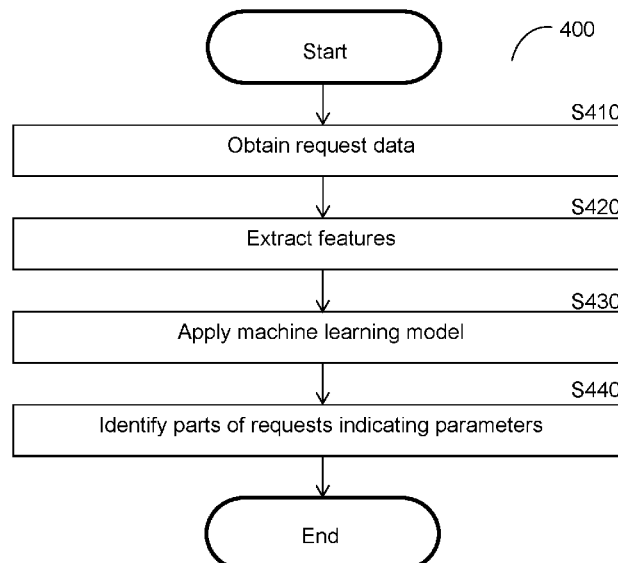 Start
400
S410
Obtain request data
S420
Extract features
S430
Apply machine learning model
S440
Identify parts of requests indicating parameters
End